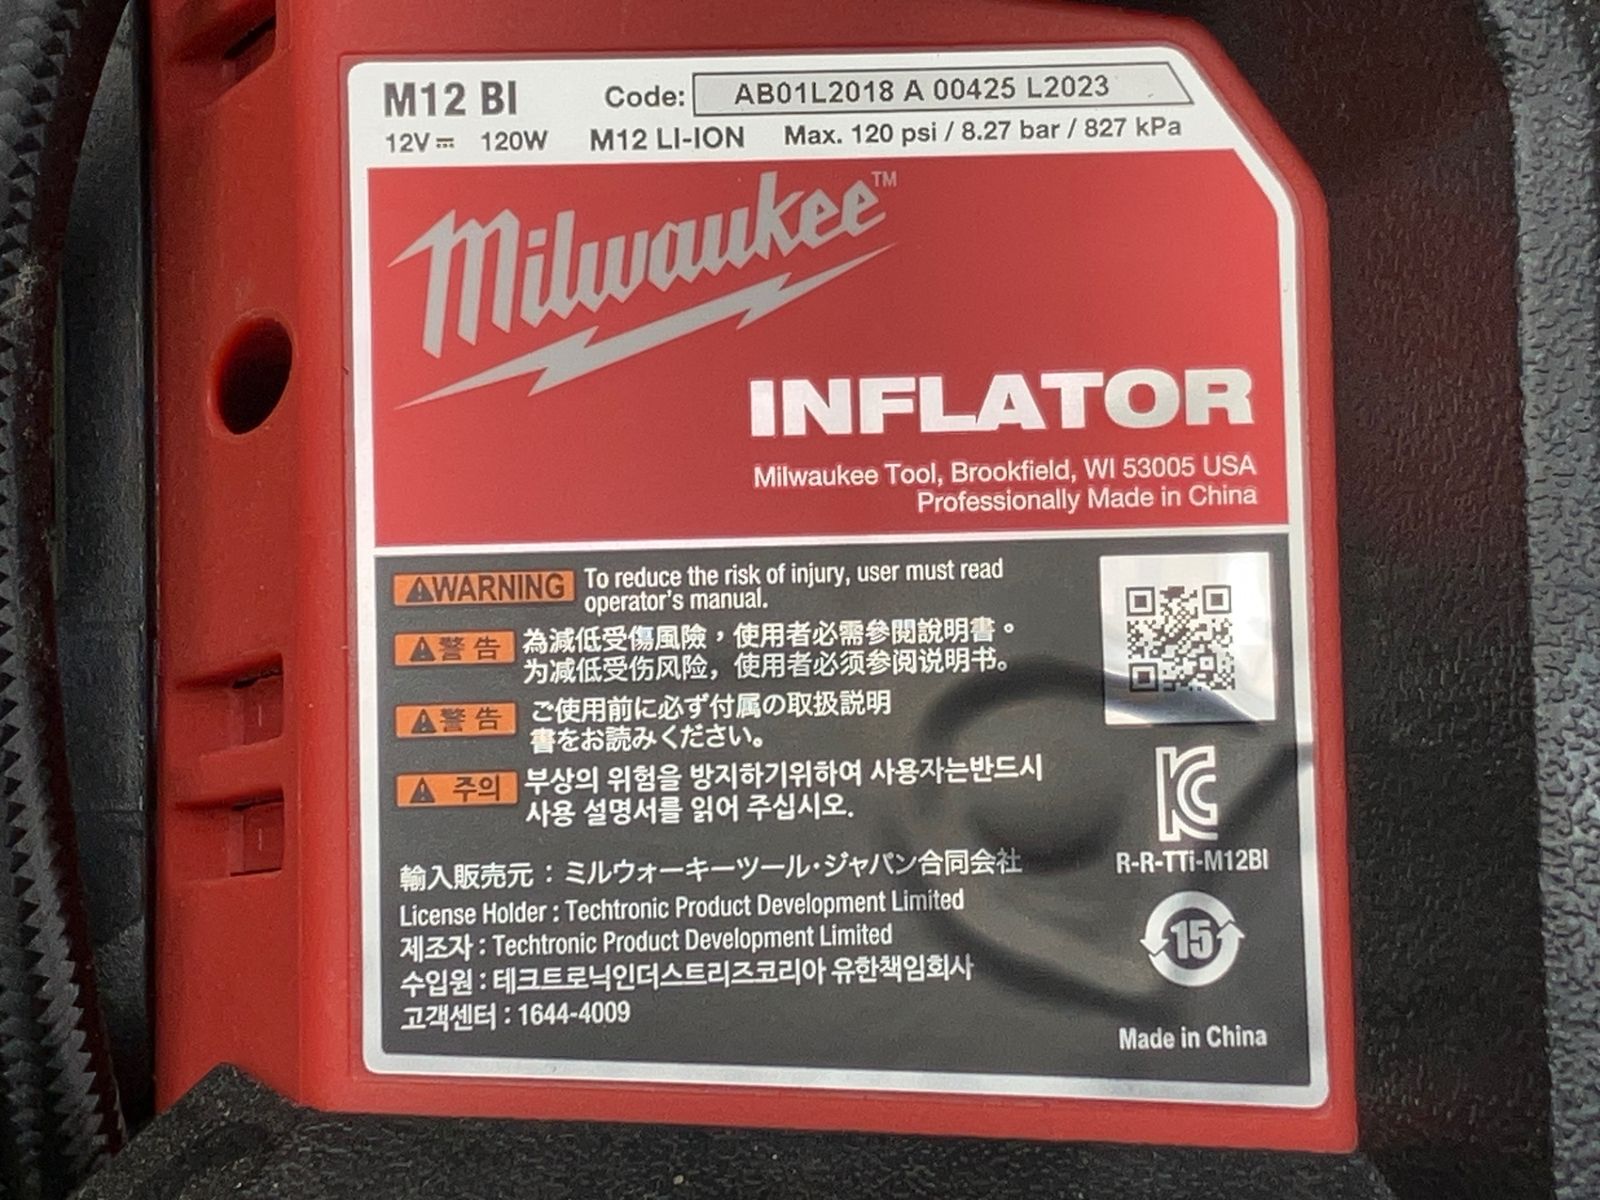 M12 BI Code: AB01L2018 A 00425 L2023
12V⎓ 120W M12 LI-ION Max. 120 psi / 8.27 bar / 827 kPa
Milwaukee™
INFLATOR
Milwaukee Tool, Brookfield, WI 53005 USA
Professionally Made in China
⚠WARNING To reduce the risk of injury, user must read
operator's manual.
⚠警告 為減低受傷風險，使用者必需參閱說明書。
为减低受伤风险，使用者必须参阅说明书。
⚠警告 ご使用前に必ず付属の取扱説明
書をお読みください。
⚠ 주의 부상의 위험을 방지하기위하여 사용자는반드시
사용 설명서를 읽어 주십시오.
R-R-TTi-M12BI
輸入販売元：ミルウォーキーツール・ジャパン合同会社
License Holder : Techtronic Product Development Limited
제조자 : Techtronic Product Development Limited
수입원 : 테크트로닉인더스트리즈코리아 유한책임회사
고객센터 : 1644-4009
15
Made in China